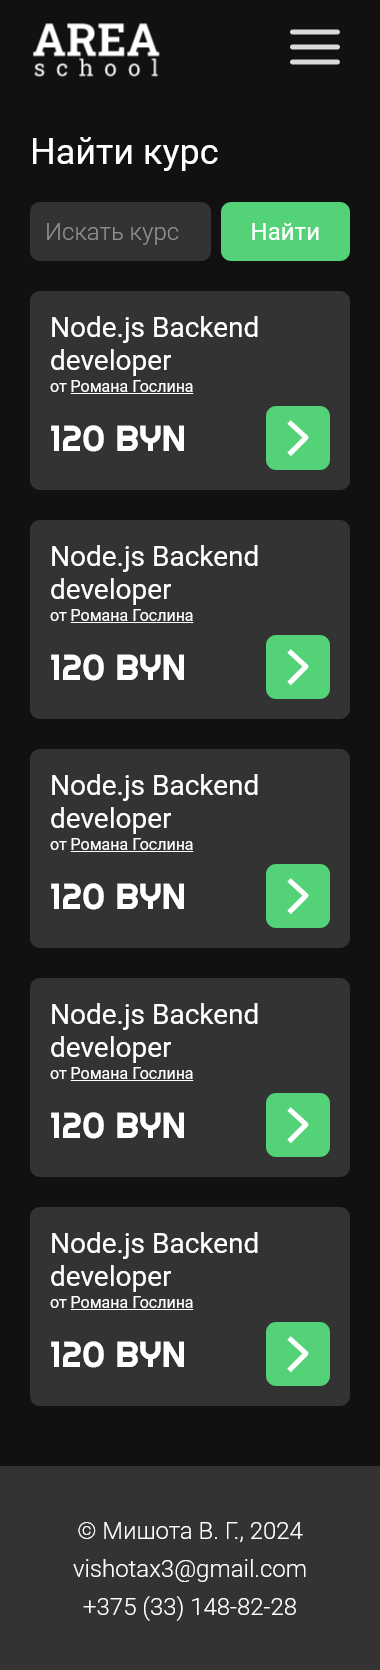 AREA
school
Найти курс
Искать курс
Найти
Node.js Backend
developer
от Романа Гослина
120 BYN
Node.js Backend
developer
от Романа Гослина
120 BYN
Node.js Backend
developer
от Романа Гослина
120 BYN
Node.js Backend
developer
от Романа Гослина
120 BYN
Node.js Backend
developer
от Романа Гослина
120 BYN
© Мишота В. Г., 2024
vishotax3@gmail.com
+375 (33) 148-82-28